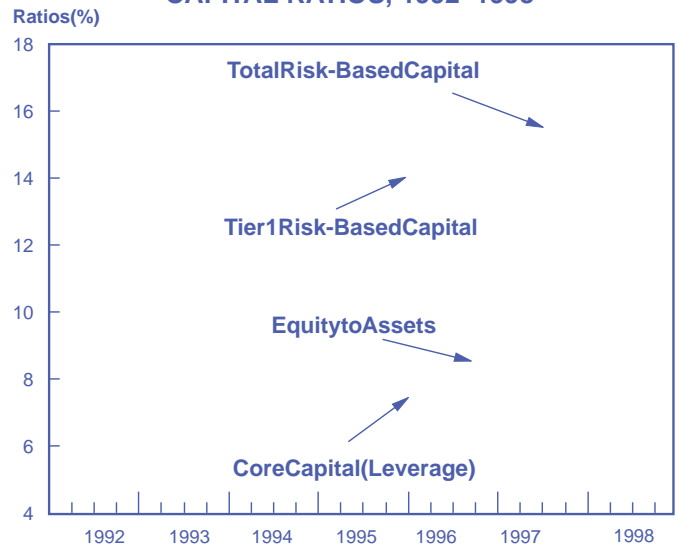 Ratios(%)
18
TotalRisk-BasedCapital
16
14
Tier1Risk-BasedCapital
12
10
EquitytoAssets
8
6
CoreCapital(Leverage)
4
1992 1993 1994 1995 1996 1997 1998